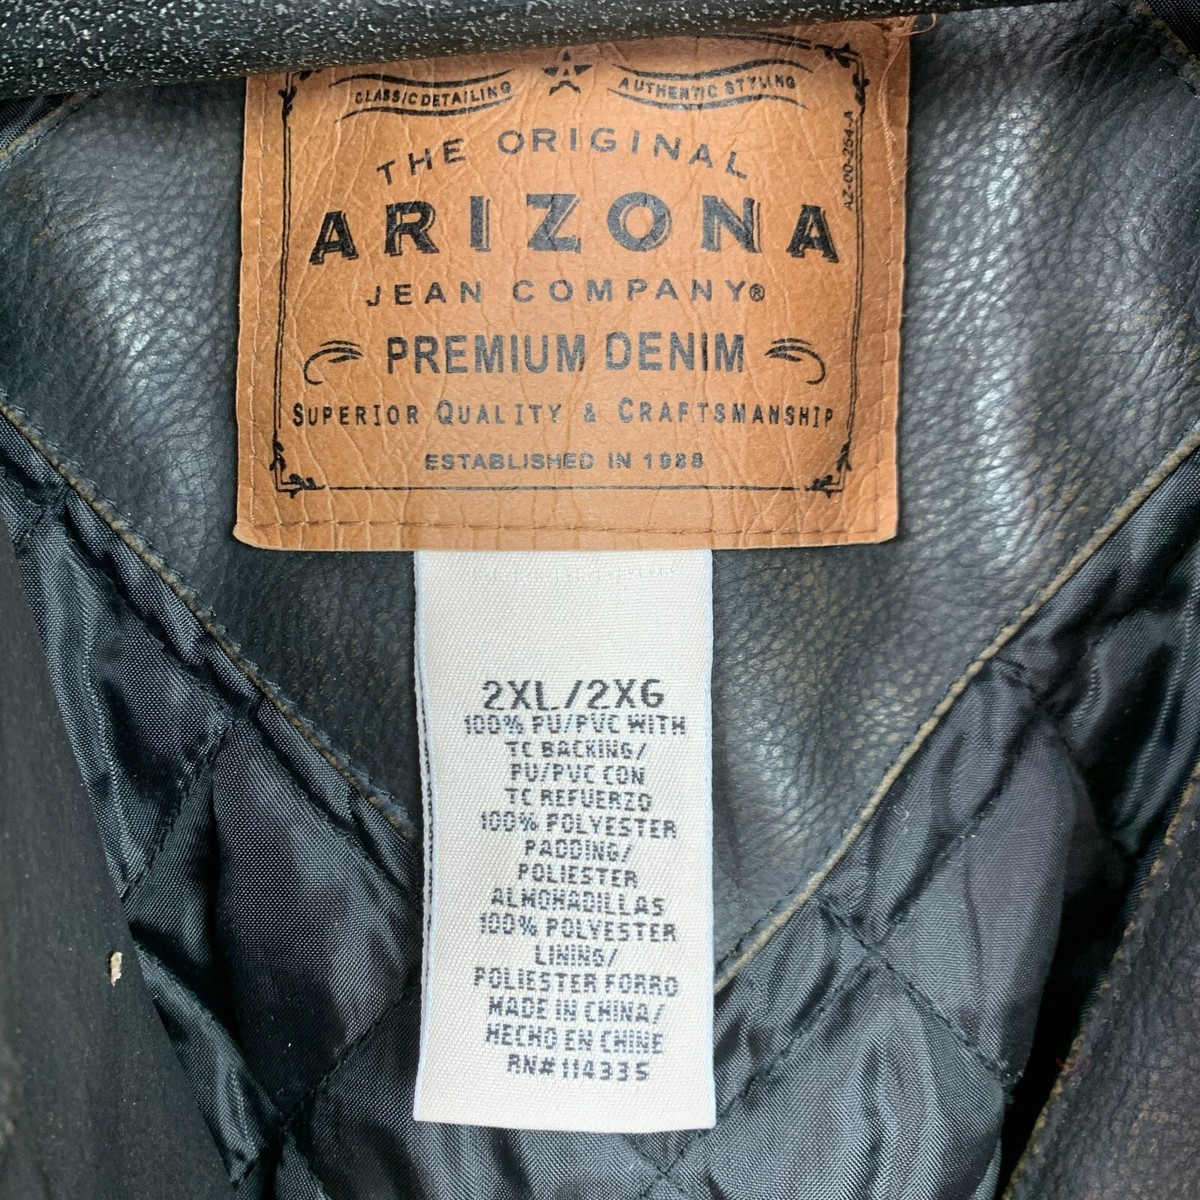 CLASSIC DETAILING
AUTHENTIC STYLING
THE ORIGINAL
ARIZONA
JEAN COMPANY®
PREMIUM DENIM
SUPERIOR QUALITY & CRAFTSMANSHIP
ESTABLISHED IN 1988
AZ-00-254-A
2XL/2XG
100% PU/PVC WITH
TC BACKING/
PU/PVC CON
TC REFUERZO
100% POLYESTER
PADDING/
POLIESTER
ALMOHADILLAS
100% POLYESTER
LINING/
POLIESTER FORRO
MADE IN CHINA/
HECHO EN CHINE
RN#114335